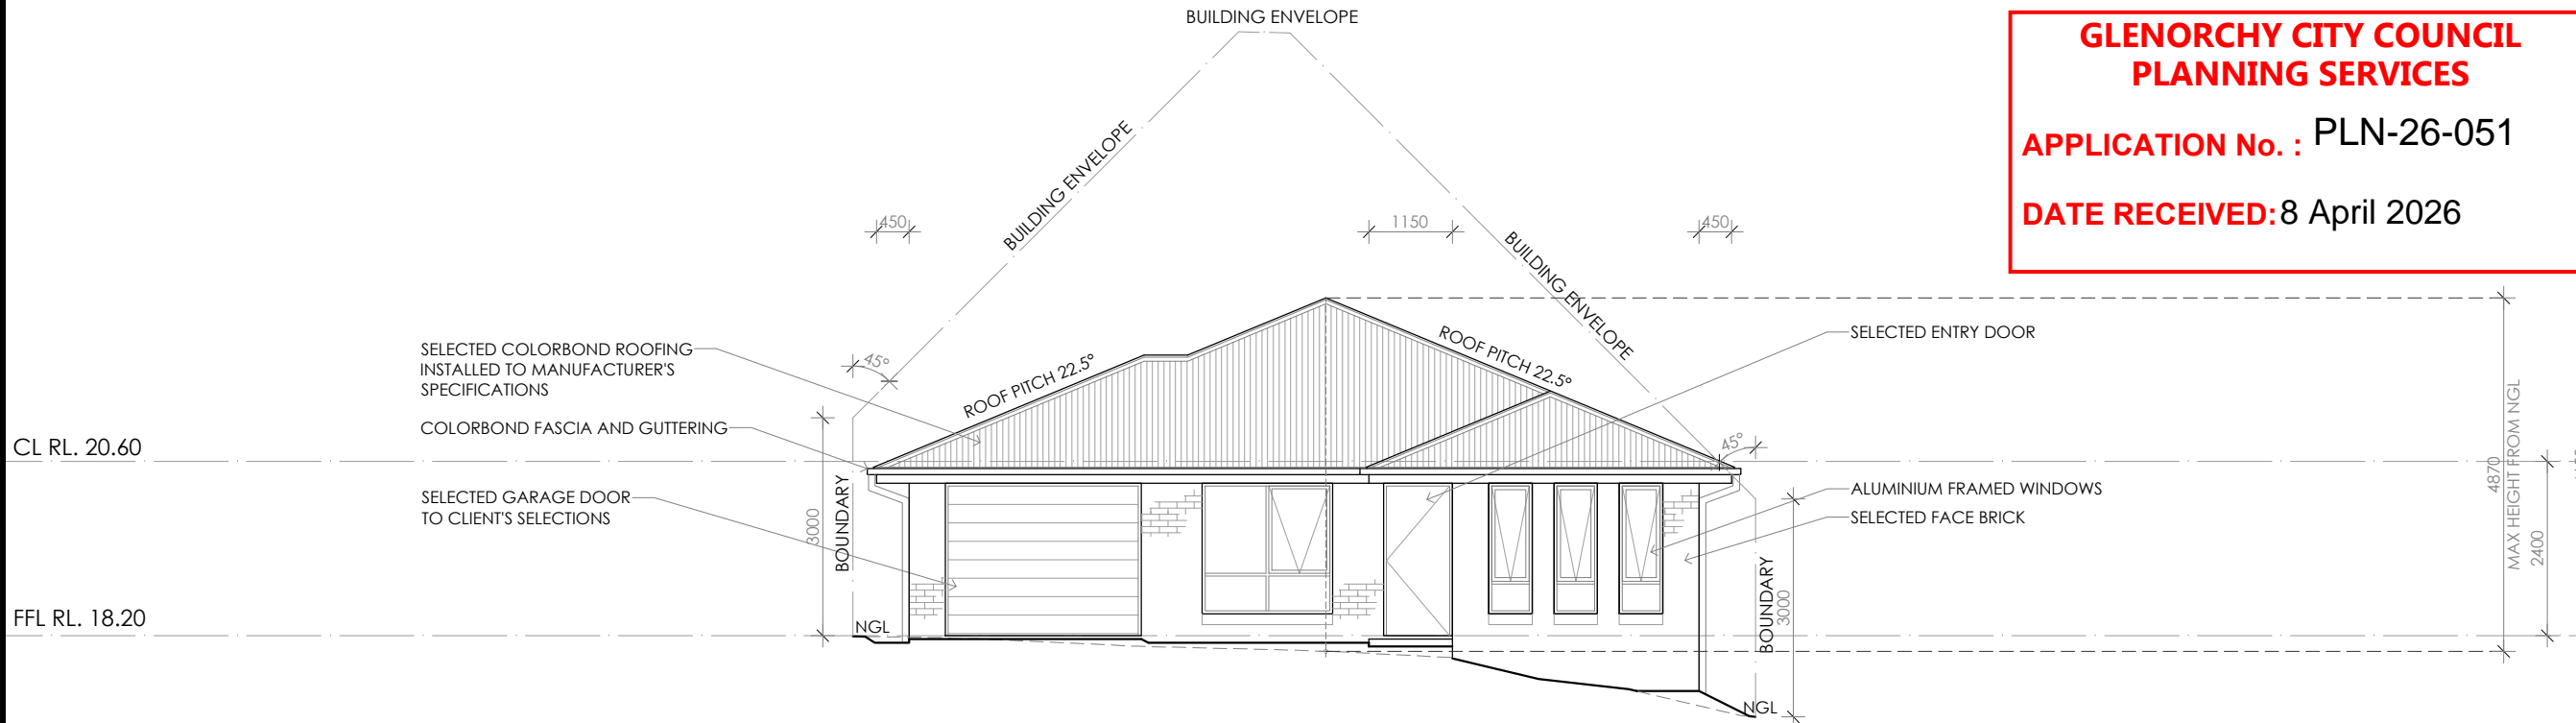 BUILDING ENVELOPE
GLENORCHY CITY COUNCIL
PLANNING SERVICES
APPLICATION No. : PLN-26-051
DATE RECEIVED: 8 April 2026
BUILDING ENVELOPE
BUILDING ENVELOPE
450
1150
450
45°
45°
ROOF PITCH 22.5°
ROOF PITCH 22.5°
SELECTED COLORBOND ROOFING
INSTALLED TO MANUFACTURER'S
SPECIFICATIONS
COLORBOND FASCIA AND GUTTERING
SELECTED GARAGE DOOR
TO CLIENT'S SELECTIONS
SELECTED ENTRY DOOR
ALUMINIUM FRAMED WINDOWS
SELECTED FACE BRICK
CL RL. 20.60
FFL RL. 18.20
3000
BOUNDARY
NGL
BOUNDARY
3000
NGL
4870
MAX HEIGHT FROM NGL
2400